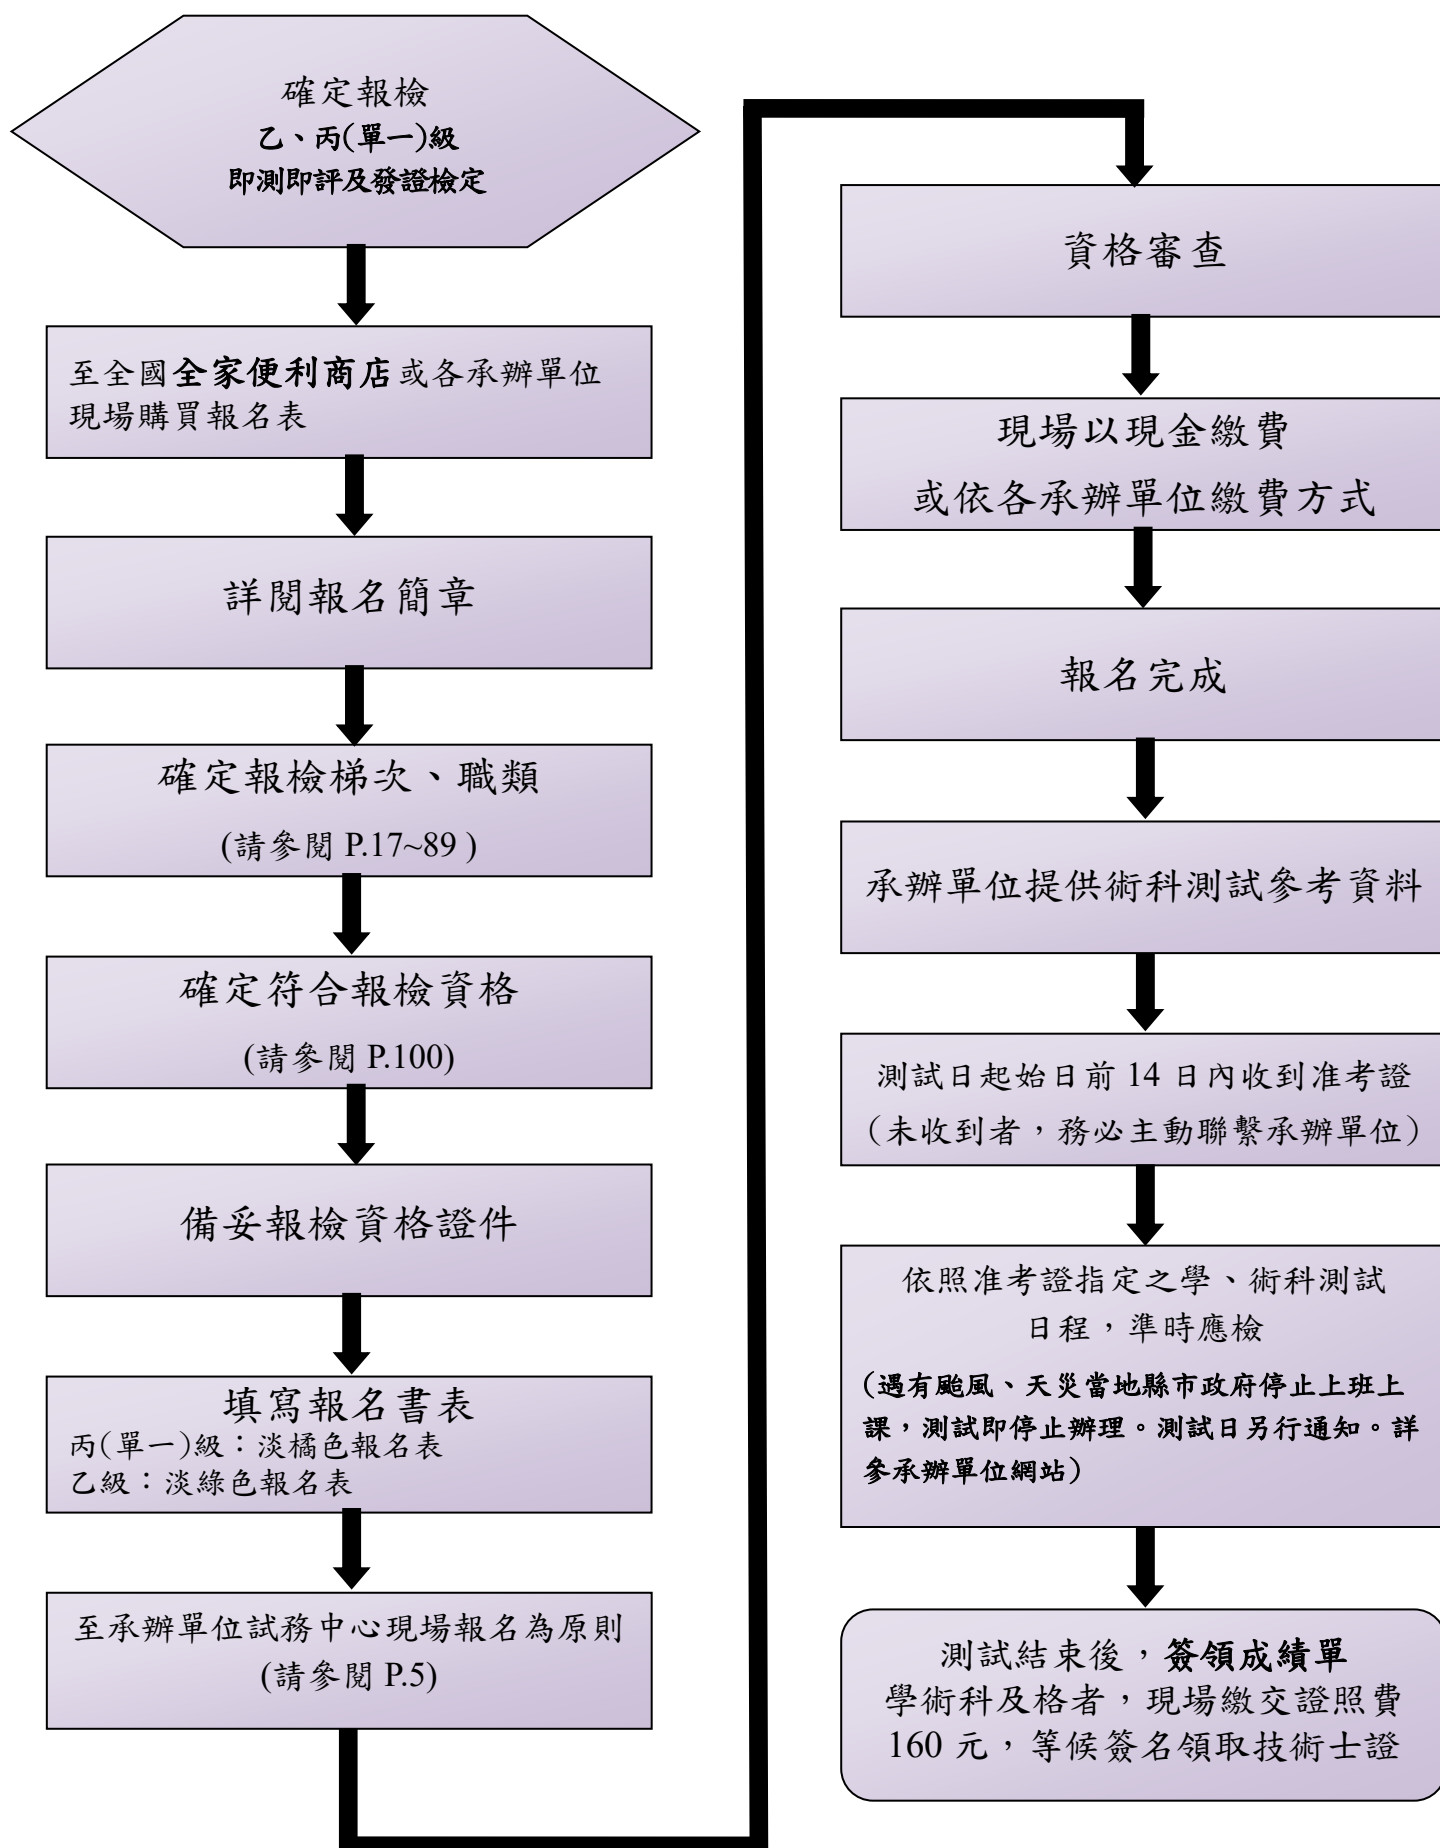 確定報檢
乙、丙(單一)級
即測即評及發證檢定
至全國全家便利商店或各承辦單位
現場購買報名表
詳閱報名簡章
確定報檢梯次、職類
(請參閱 P.17~89 )
確定符合報檢資格
(請參閱 P.100)
備妥報檢資格證件
填寫報名書表
丙(單一)級：淡橘色報名表
乙級：淡綠色報名表
至承辦單位試務中心現場報名為原則
(請參閱 P.5)
資格審查
現場以現金繳費
或依各承辦單位繳費方式
報名完成
承辦單位提供術科測試參考資料
測試日起始日前 14 日內收到准考證
（未收到者，務必主動聯繫承辦單位）
依照准考證指定之學、術科測試
日程，準時應檢
（遇有颱風、天災當地縣市政府停止上班上
課，測試即停止辦理。測試日另行通知。詳
參承辦單位網站）
測試結束後，簽領成績單
學術科及格者，現場繳交證照費
160 元，等候簽名領取技術士證